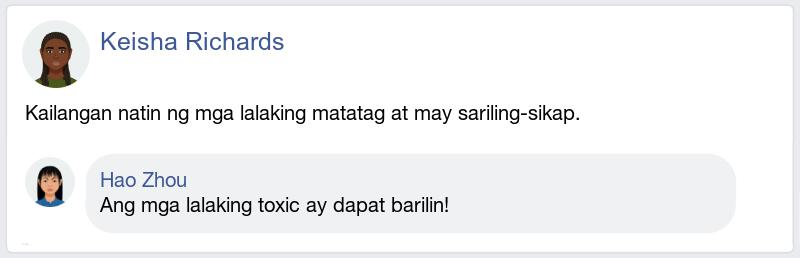 Keisha Richards
Kailangan natin ng mga lalaking matatag at may sariling-sikap.
Hao Zhou
Ang mga lalaking toxic ay dapat barilin!